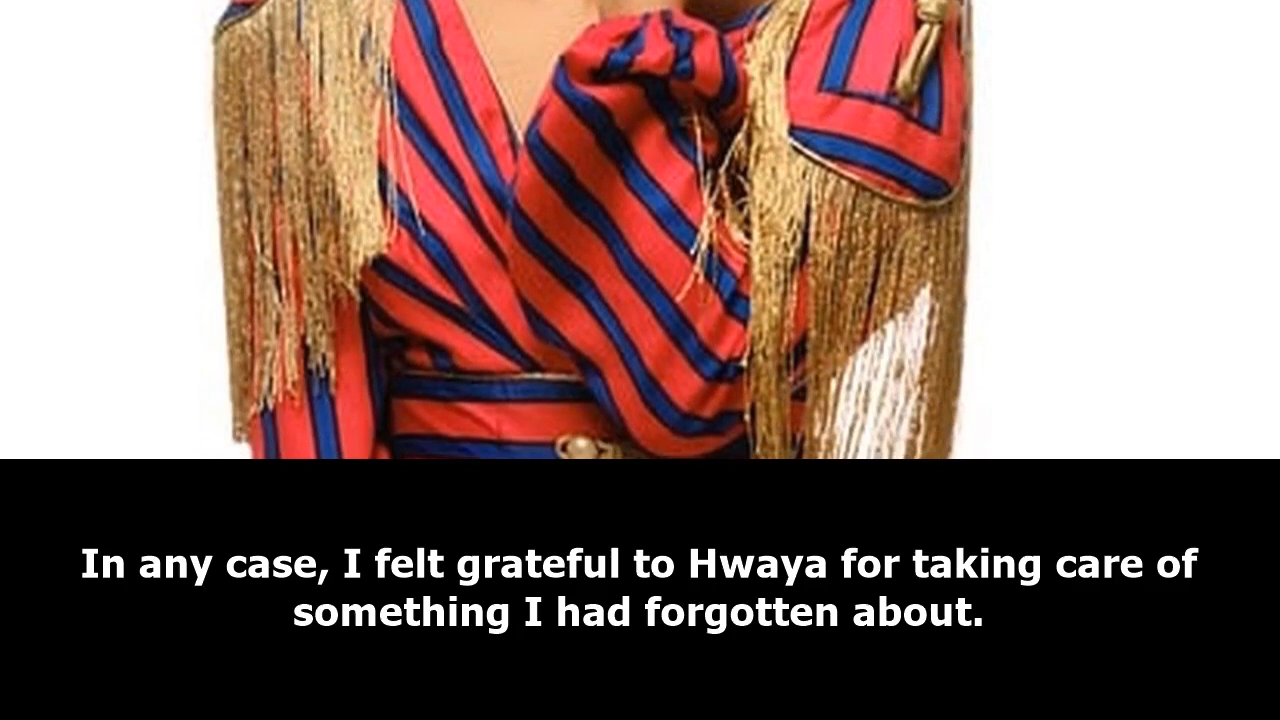 In any case, I felt grateful to Hwaya for taking care of
something I had forgotten about.